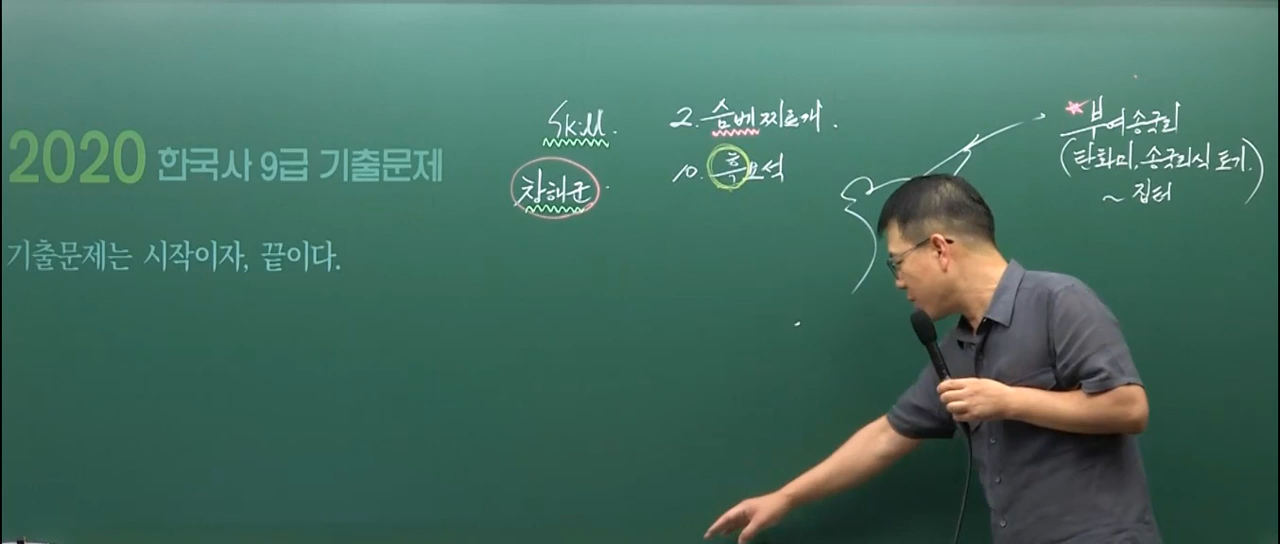 2020 한국사 9급 기출문제
기출문제는 시작이자, 끝이다.
Skill.
창해군.
2. 슴베찌르개.
10. 흑요석
부여송국리
(탄화미, 송국리식 토기.)
~ 집터